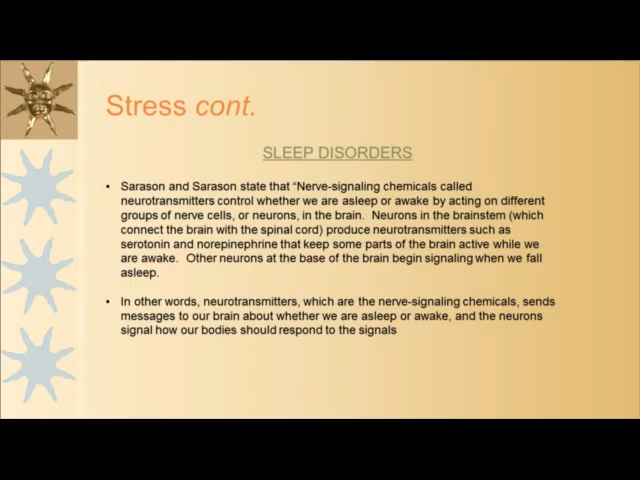 Stress cont.
SLEEP DISORDERS
• Sarason and Sarason state that “Nerve-signaling chemicals called
neurotransmitters control whether we are asleep or awake by acting on different
groups of nerve cells, or neurons, in the brain. Neurons in the brainstem (which
connect the brain with the spinal cord) produce neurotransmitters such as
serotonin and norepinephrine that keep some parts of the brain active while we
are awake. Other neurons at the base of the brain begin signaling when we fall
asleep.
• In other words, neurotransmitters, which are the nerve-signaling chemicals, sends
messages to our brain about whether we are asleep or awake, and the neurons
signal how our bodies should respond to the signals